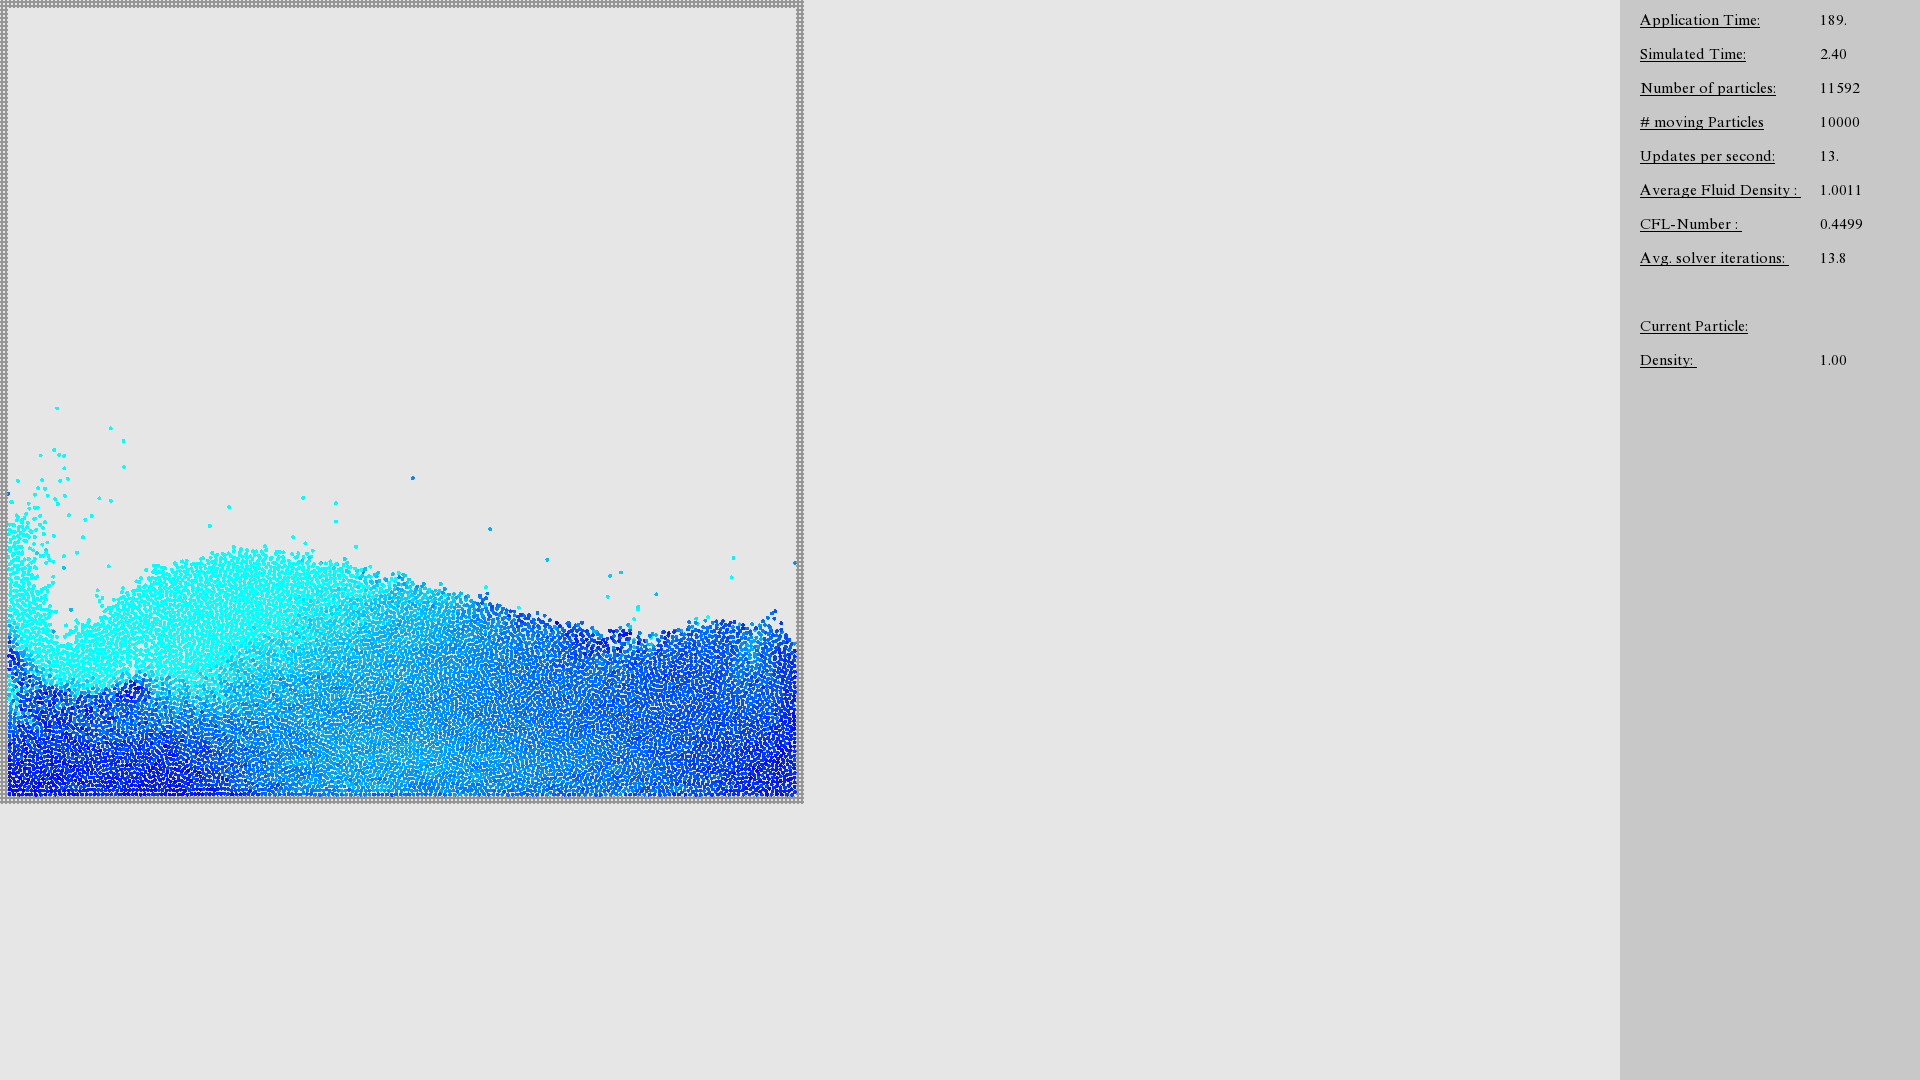 Application Time: 189.
Simulated Time: 2.40
Number of particles: 11592
# moving Particles 10000
Updates per second: 13.
Average Fluid Density : 1.0011
CFL-Number : 0.4499
Avg. solver iterations: 13.8
Current Particle:
Density: 1.00